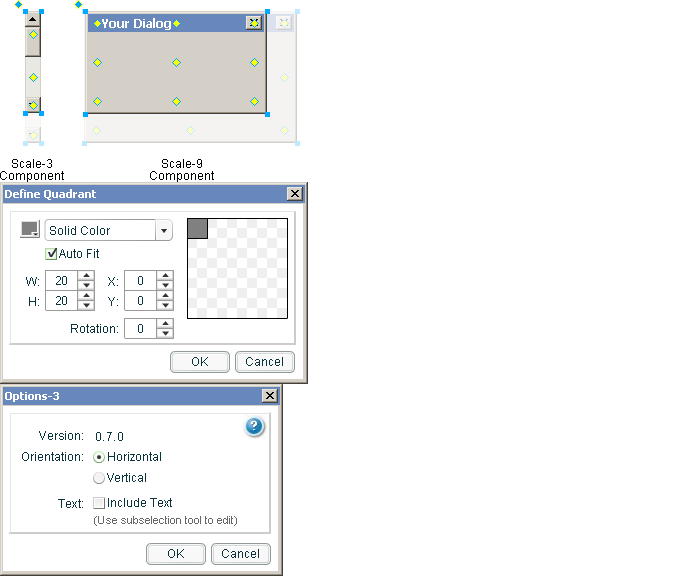 Your Dialog
Scale-3
Component
Scale-9
Component
Define Quadrant
Solid Color
Auto Fit
W: 20 X: 0
H: 20 Y: 0
Rotation: 0
OK Cancel
Options-3
?
Version: 0.7.0
Orientation: Horizontal
Vertical
Text: Include Text
(Use subselection tool to edit)
OK Cancel